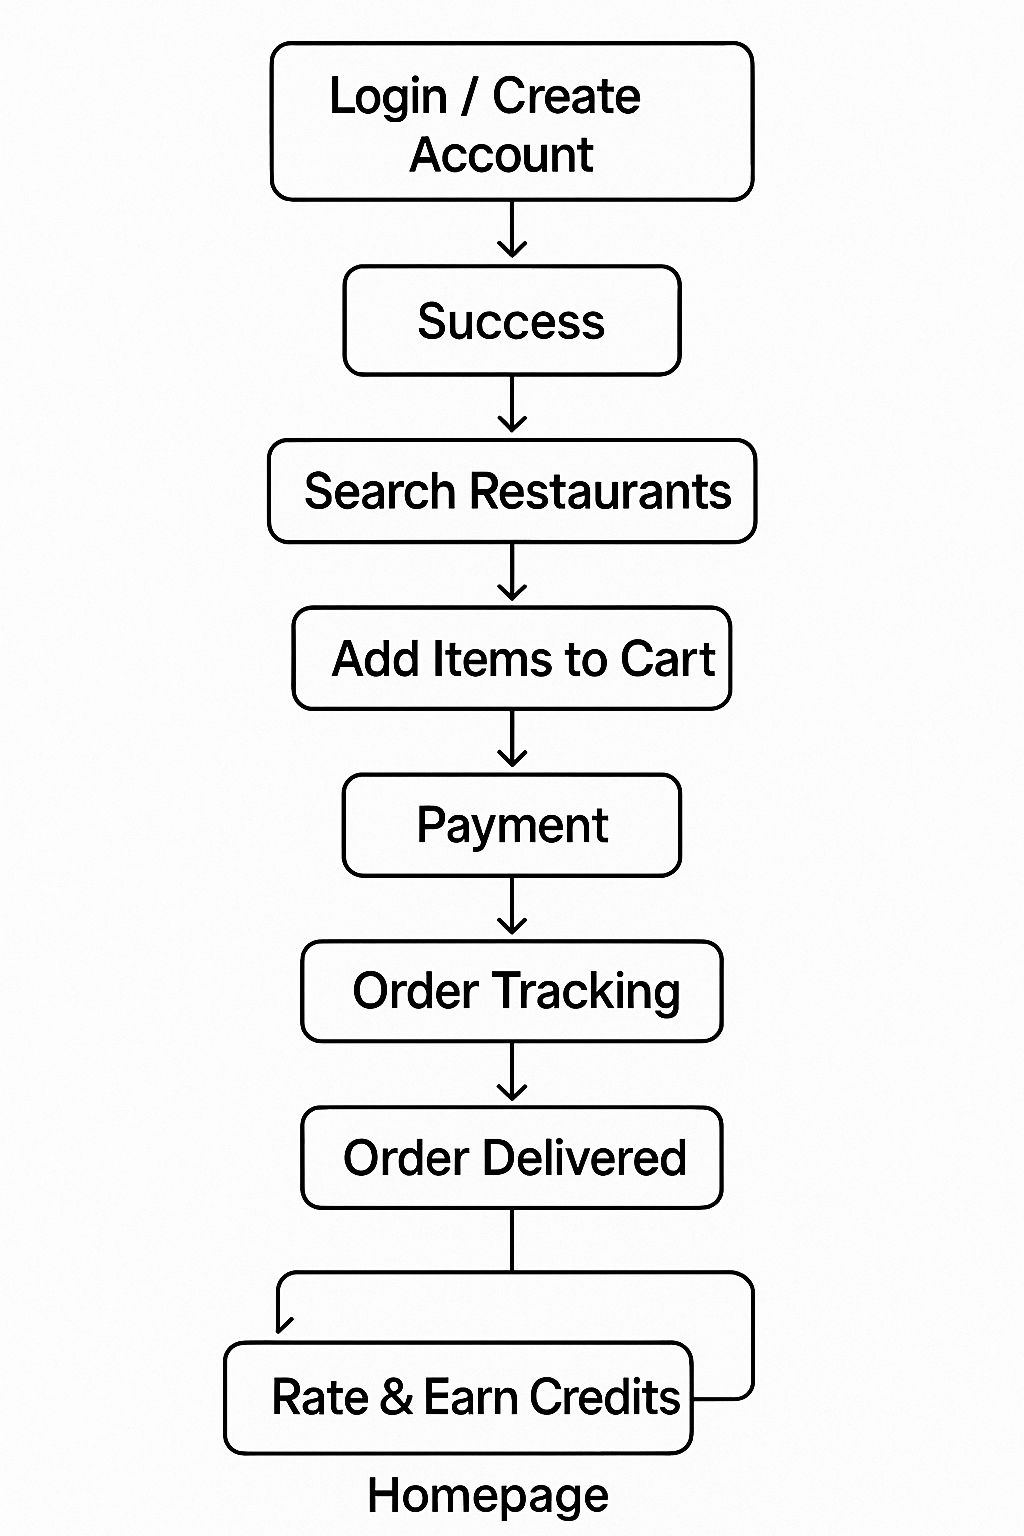 Login / Create
Account
Success
Search Restaurants
Add Items to Cart
Payment
Order Tracking
Order Delivered
Rate & Earn Credits
Homepage